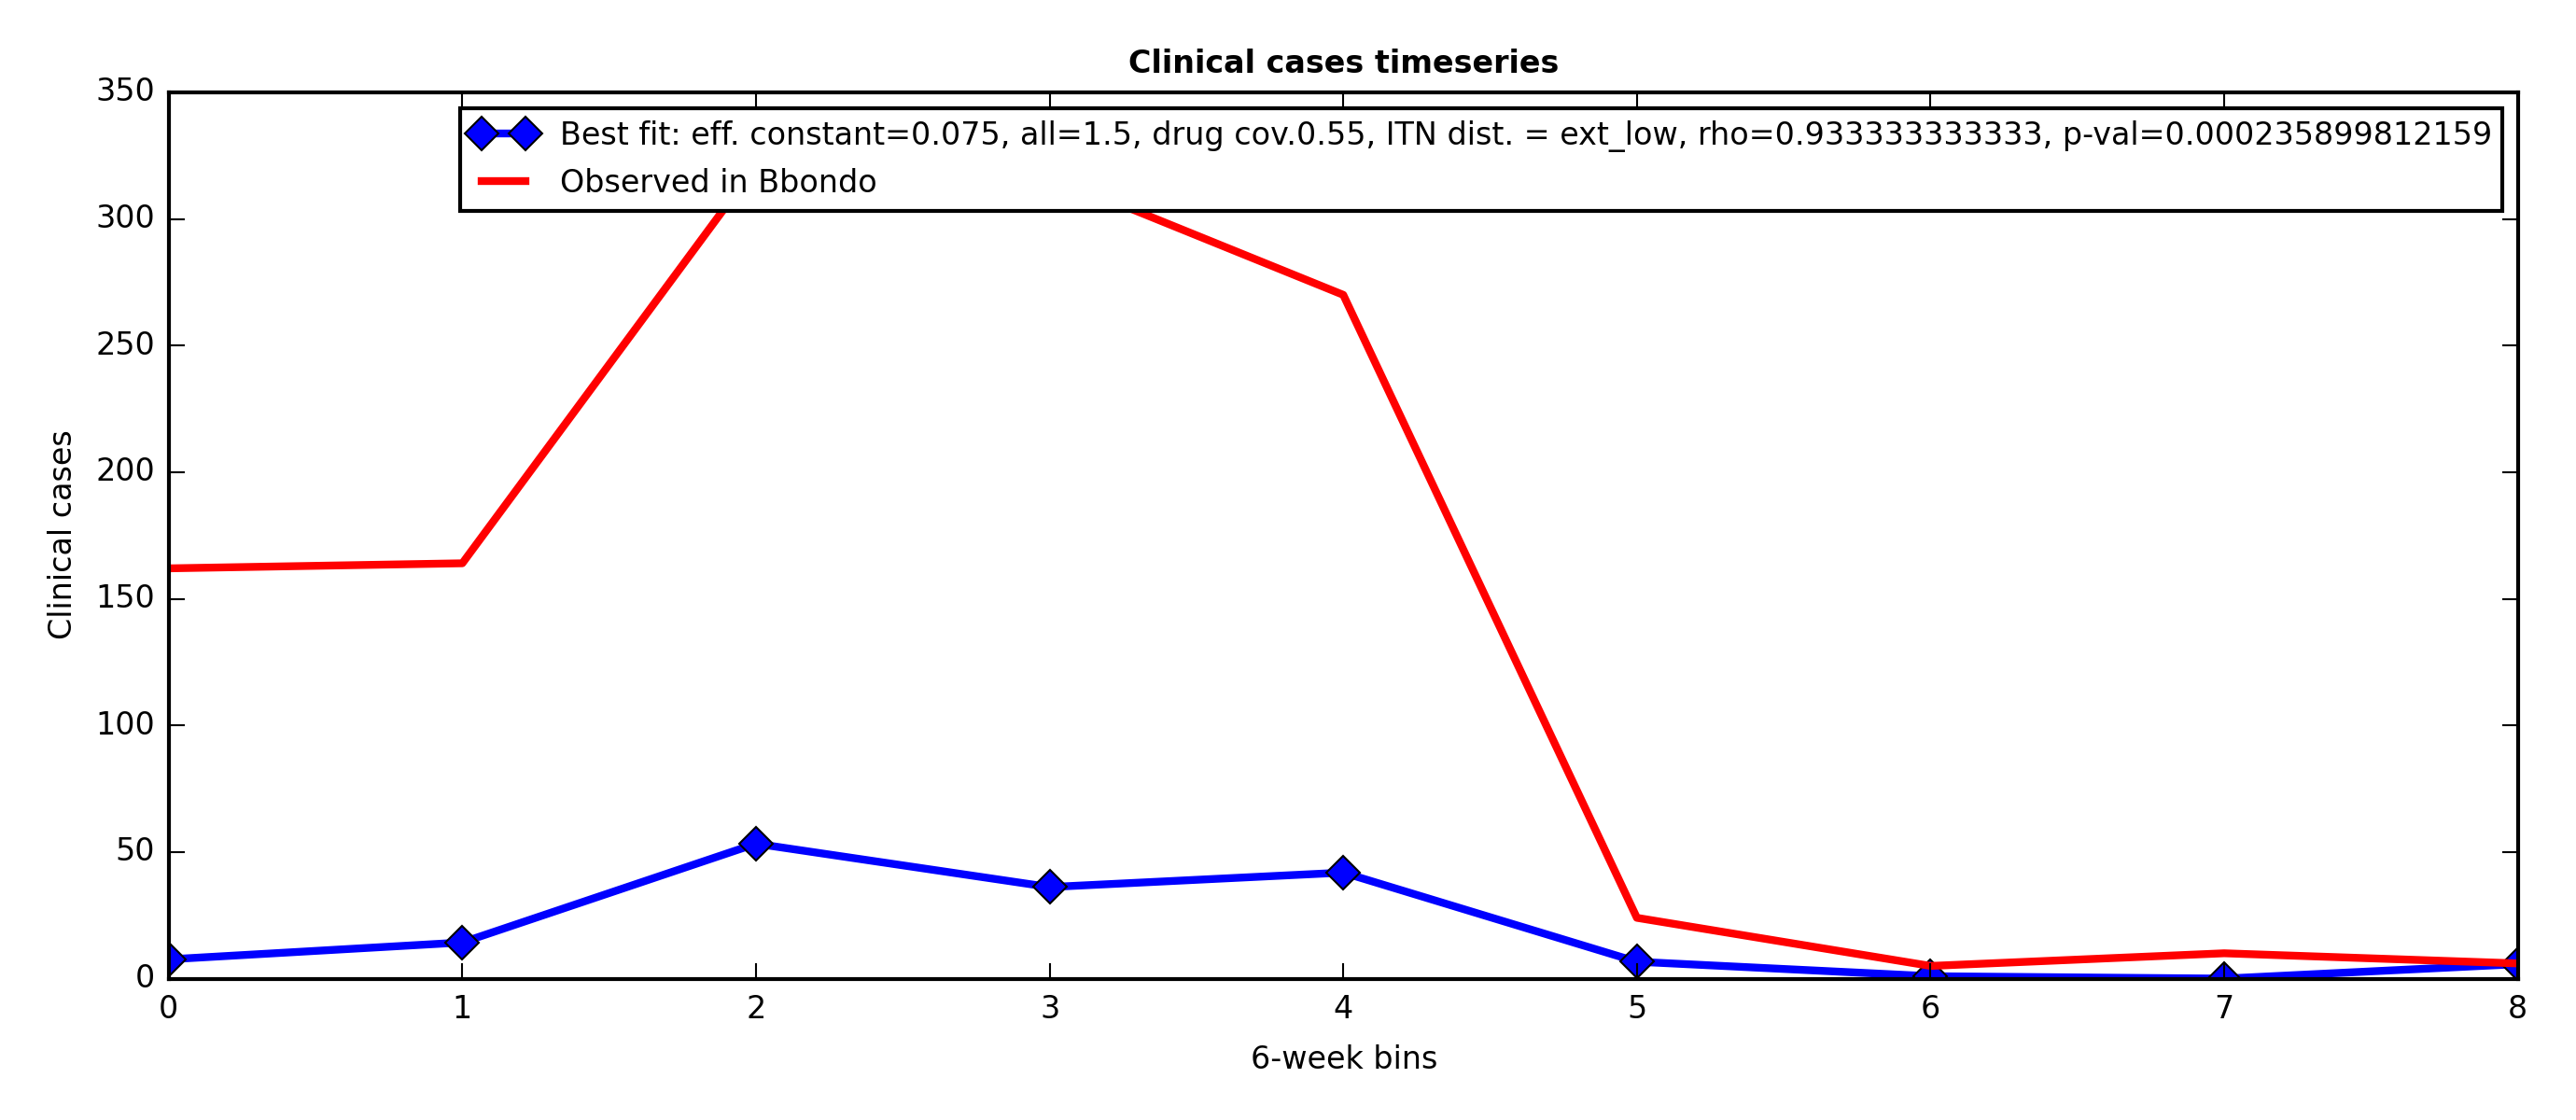 Clinical cases timeseries
Best fit: eff. constant=0.075, all=1.5, drug cov.0.55, ITN dist. = ext_low, rho=0.933333333333, p-val=0.000235899812159
Observed in Bbondo
350
300
250
200
150
100
50
0
Clinical cases
0 1 2 3 4 5 6 7 8
6-week bins